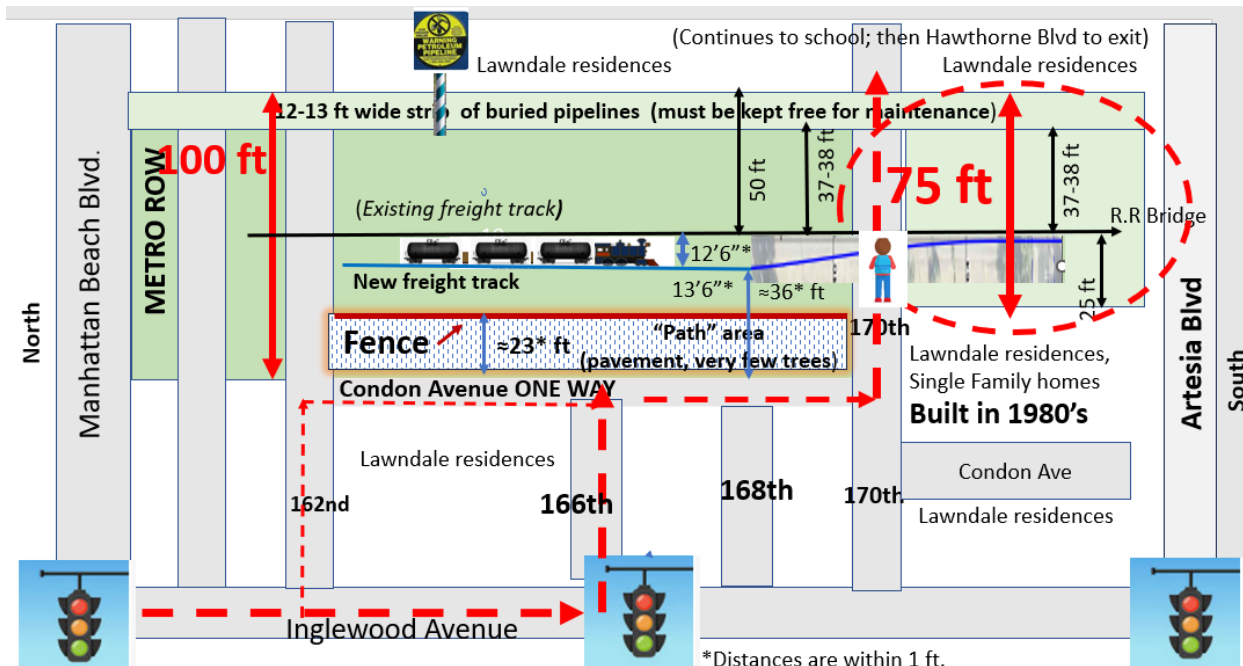 WARNING
PETROLEUM
PIPELINE
(Continues to school; then Hawthorne Blvd to exit)
Lawndale residences
Lawndale residences
12-13 ft wide strip of buried pipelines (must be kept free for maintenance)
Manhattan Beach Blvd.
North
METRO ROW
100 ft
50 ft
37-38 ft
75 ft
37-38 ft
R.R Bridge
(Existing freight track)
12'6"*
New freight track
13'6"*
≈36* ft
25 ft
Fence
≈23* ft
"Path" area
(pavement, very few trees)
170th
Condon Avenue ONE WAY
Lawndale residences,
Single Family homes
Built in 1980's
Artesia Blvd
South
Lawndale residences
162nd
166th
168th
170th
Condon Ave
Lawndale residences
Inglewood Avenue
*Distances are within 1 ft.